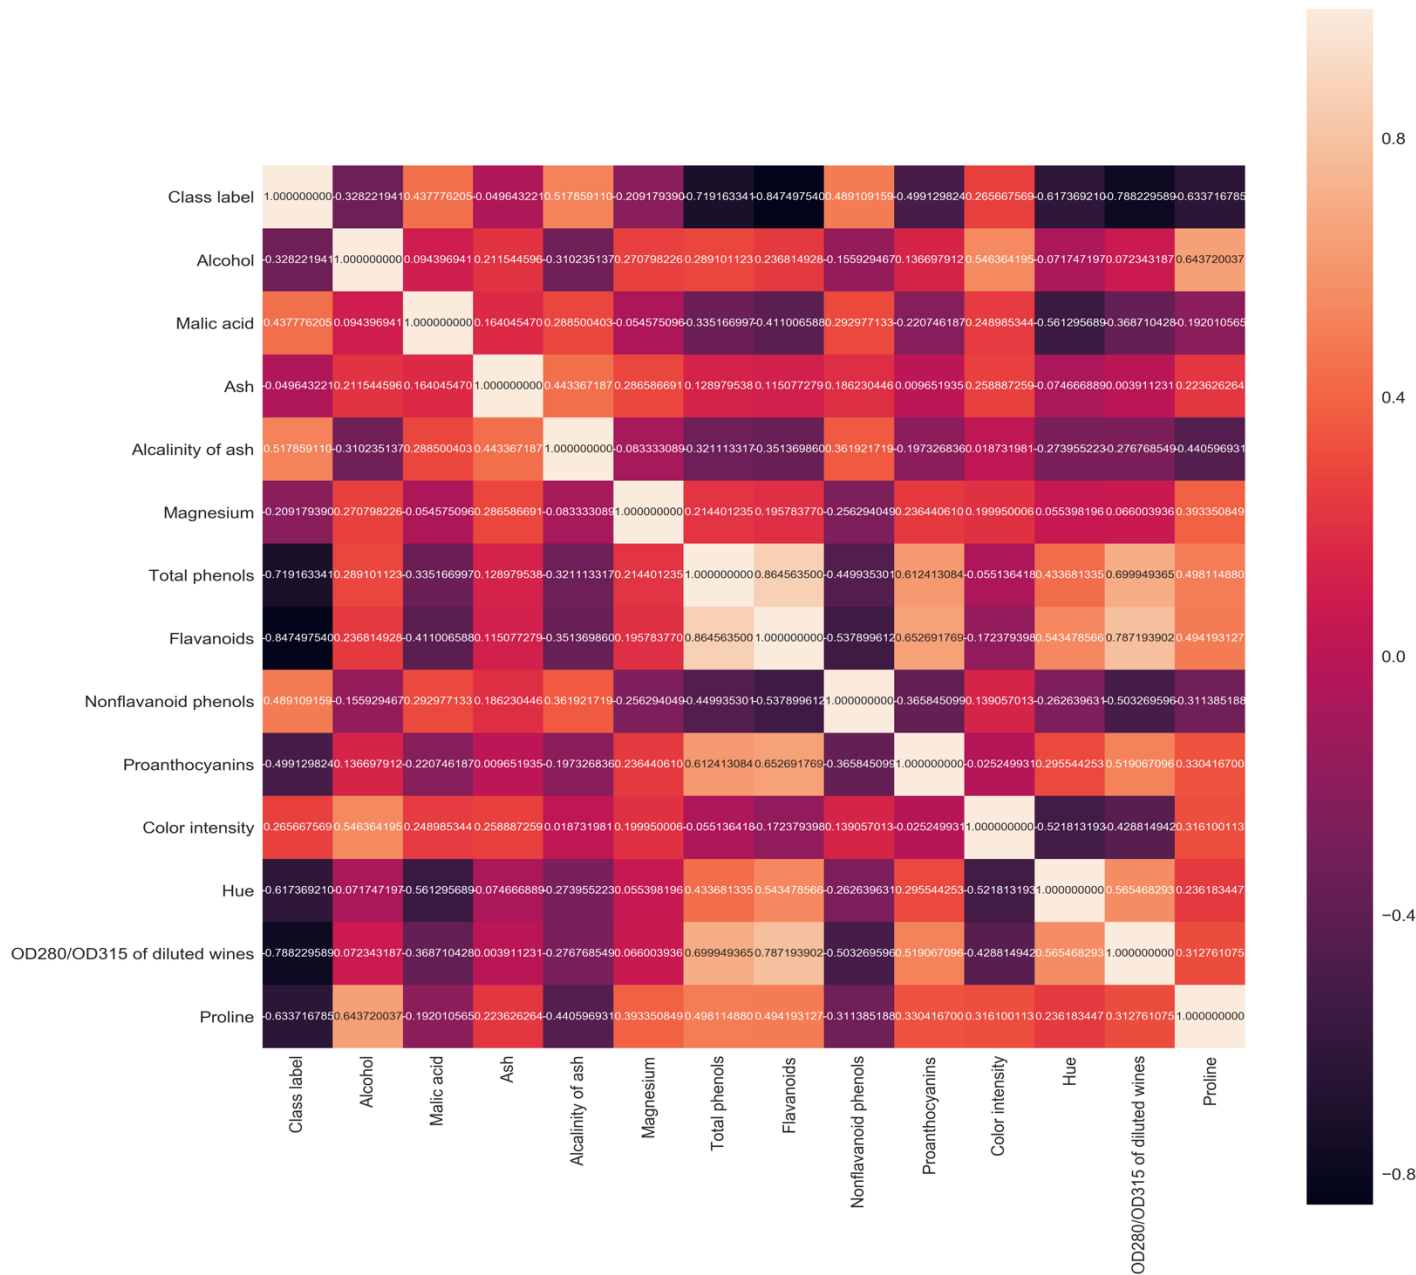 0.8
Class label 1.000000000 -0.328221941 0.437776205 -0.049643221 0.517859110 -0.209179390 -0.719163341 -0.847497540 0.489109159 -0.499129824 0.265667569 -0.617369210 -0.788229589 -0.633716785
Alcohol -0.328221941 1.000000000 0.094396941 0.211544596 -0.310235137 0.270798226 0.289101123 0.236814928 -0.155929467 0.136697912 0.546364195 -0.071747197 0.072343187 0.643720037
Malic acid 0.437776205 0.094396941 1.000000000 0.164045470 0.288500403 -0.054575096 -0.335166997 -0.411006588 0.292977133 -0.220746187 0.248985344 -0.561295689 -0.368710428 -0.192010565
Ash -0.049643221 0.211544596 0.164045470 1.000000000 0.443367187 0.286586691 0.128979538 0.115077279 0.186230446 0.009651935 0.258887259 -0.074666889 0.003911231 0.223626264
0.4
Alcalinity of ash 0.517859110 -0.310235137 0.288500403 0.443367187 1.000000000 -0.083333089 -0.321113317 -0.351369860 0.361921719 -0.197326836 0.018731981 -0.273955223 -0.276768549 -0.440596931
Magnesium -0.209179390 0.270798226 -0.054575096 0.286586691 -0.083333089 1.000000000 0.214401235 0.195783770 -0.256294049 0.236440610 0.199950006 0.055398196 0.066003936 0.393350849
Total phenols -0.719163341 0.289101123 -0.335166997 0.128979538 -0.321113317 0.214401235 1.000000000 0.864563500 -0.449935301 0.612413084 -0.055136418 0.433681335 0.699949365 0.498114880
Flavanoids -0.847497540 0.236814928 -0.411006588 0.115077279 -0.351369860 0.195783770 0.864563500 1.000000000 -0.537899612 0.652691769 -0.172379398 0.543478566 0.787193902 0.494193127
0.0
Nonflavanoid phenols 0.489109159 -0.155929467 0.292977133 0.186230446 0.361921719 -0.256294049 -0.449935301 -0.537899612 1.000000000 -0.365845099 0.139057013 -0.262639631 -0.503269596 -0.311385188
Proanthocyanins -0.499129824 0.136697912 -0.220746187 0.009651935 -0.197326836 0.236440610 0.612413084 0.652691769 -0.365845099 1.000000000 -0.025249931 0.295544253 0.519067096 0.330416700
Color intensity 0.265667569 0.546364195 0.248985344 0.258887259 0.018731981 0.199950006 -0.055136418 -0.172379398 0.139057013 -0.025249931 1.000000000 -0.521813193 -0.428814942 0.316100113
Hue -0.617369210 -0.071747197 -0.561295689 -0.074666889 -0.273955223 0.055398196 0.433681335 0.543478566 -0.262639631 0.295544253 -0.521813193 1.000000000 0.565468293 0.236183447
−0.4
OD280/OD315 of diluted wines -0.788229589 0.072343187 -0.368710428 0.003911231 -0.276768549 0.066003936 0.699949365 0.787193902 -0.503269596 0.519067096 -0.428814942 0.565468293 1.000000000 0.312761075
Proline -0.633716785 0.643720037 -0.192010565 0.223626264 -0.440596931 0.393350849 0.498114880 0.494193127 -0.311385188 0.330416700 0.316100113 0.236183447 0.312761075 1.000000000
Class label
Alcohol
Malic acid
Ash
Alcalinity of ash
Magnesium
Total phenols
Flavanoids
Nonflavanoid phenols
Proanthocyanins
Color intensity
Hue
OD280/OD315 of diluted wines
Proline
−0.8